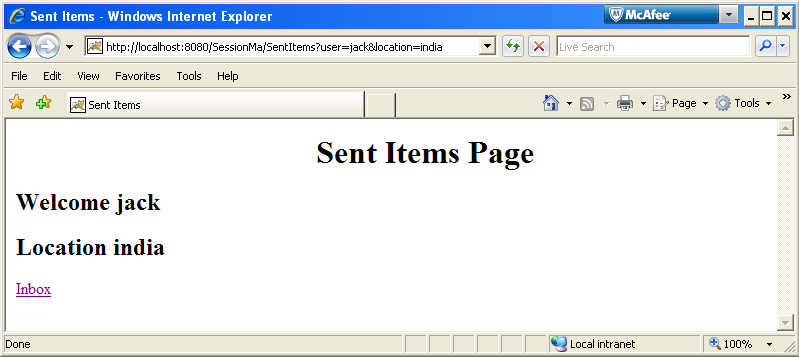 Sent Items - Windows Internet Explorer
McAfee
http://localhost:8080/SessionMa/SentItems?user=jack&location=india
Live Search
File Edit View Favorites Tools Help
Sent Items
Page Tools »
Sent Items Page
Welcome jack
Location india
Inbox
Done
Local intranet
100%